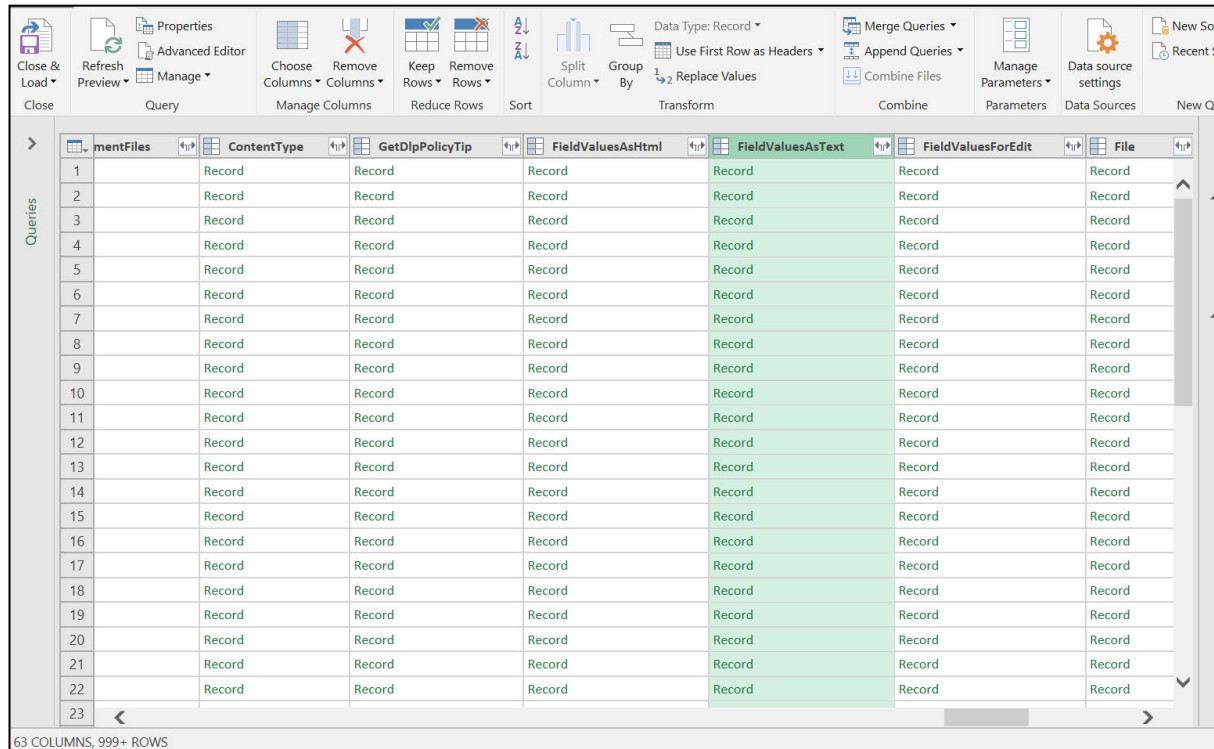 Close & Load
Close
Refresh Preview
Properties
Advanced Editor
Manage
Query
Choose Columns
Remove Columns
Manage Columns
Keep Rows
Remove Rows
Reduce Rows
A
Z
Z
A
Sort
Split Column
Group By
Data Type: Record
Use First Row as Headers
1 2 Replace Values
Transform
Merge Queries
Append Queries
Combine Files
Combine
Manage Parameters
Parameters
Data source settings
Data Sources
New So
Recent
New Q
Queries
mentFiles ContentType GetDlpPolicyTip FieldValuesAsHtml FieldValuesAsText FieldValuesForEdit File
1 Record Record Record Record Record Record
2 Record Record Record Record Record Record
3 Record Record Record Record Record Record
4 Record Record Record Record Record Record
5 Record Record Record Record Record Record
6 Record Record Record Record Record Record
7 Record Record Record Record Record Record
8 Record Record Record Record Record Record
9 Record Record Record Record Record Record
10 Record Record Record Record Record Record
11 Record Record Record Record Record Record
12 Record Record Record Record Record Record
13 Record Record Record Record Record Record
14 Record Record Record Record Record Record
15 Record Record Record Record Record Record
16 Record Record Record Record Record Record
17 Record Record Record Record Record Record
18 Record Record Record Record Record Record
19 Record Record Record Record Record Record
20 Record Record Record Record Record Record
21 Record Record Record Record Record Record
22 Record Record Record Record Record Record
23
63 COLUMNS, 999+ ROWS